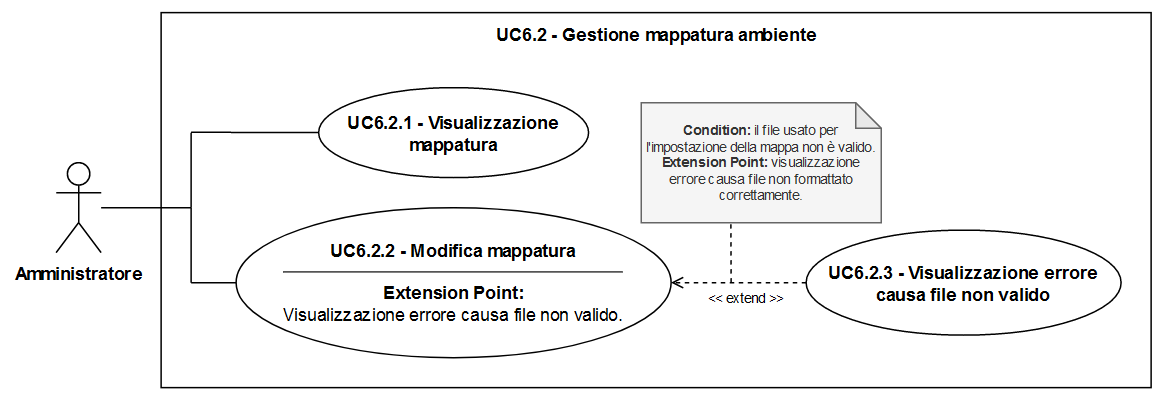 UC6.2 - Gestione mappatura ambiente
UC6.2.1 - Visualizzazione
mappatura
Condition: il file usato per
l'impostazione della mappa non è valido.
Extension Point: visualizzazione
errore causa file non formattato
correttamente.
Amministratore
UC6.2.2 - Modifica mappatura
Extension Point:
Visualizzazione errore causa file non valido.
<< extend >>
UC6.2.3 - Visualizzazione errore
causa file non valido